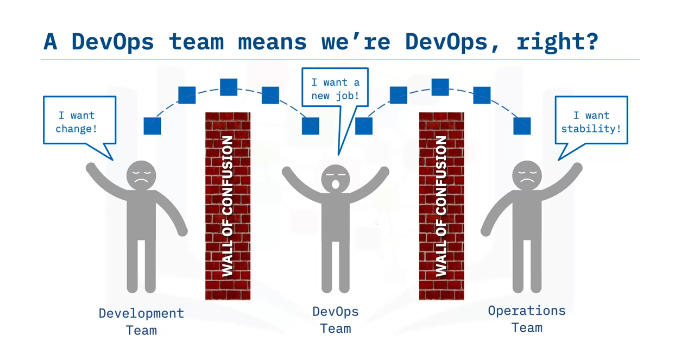 A DevOps team means we’re DevOps, right?
I want a
new job!
I want
change!
I want
stability!
WALL OF CONFUSION
WALL OF CONFUSION
Development
Team
DevOps
Team
Operations
Team